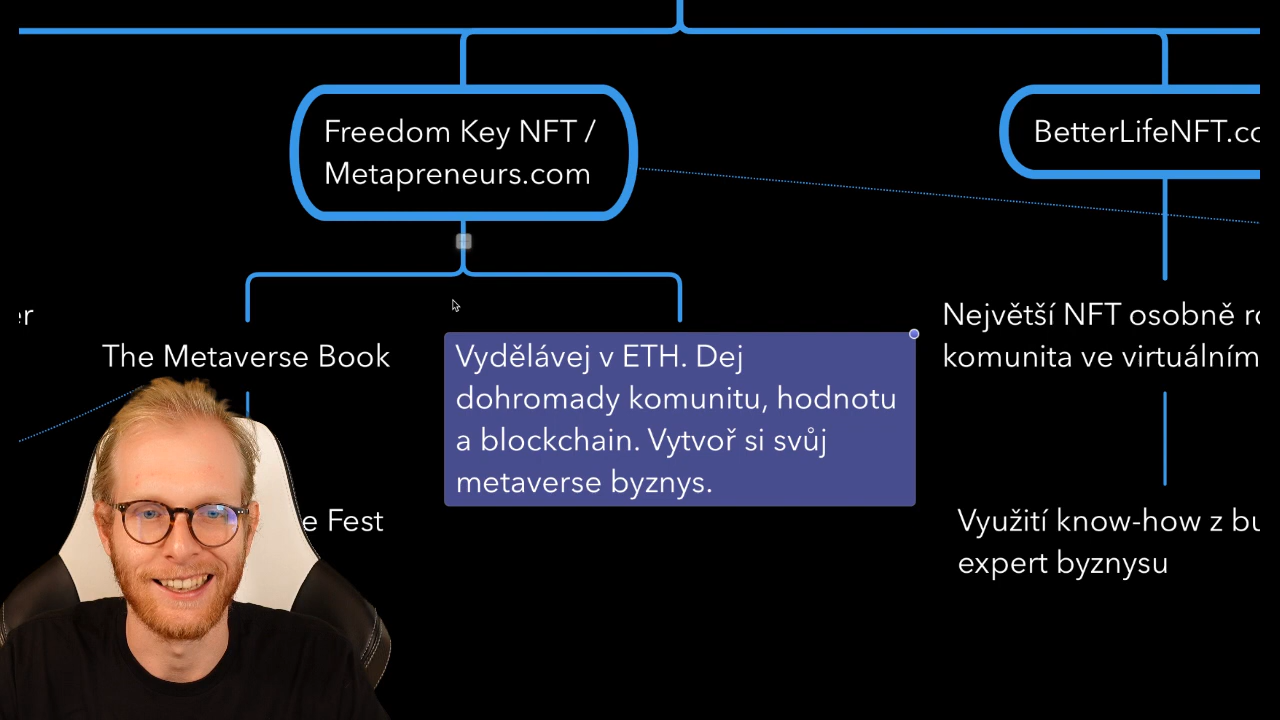 Freedom Key NFT /
Metapreneurs.com
BetterLifeNFT.co
er
The Metaverse Book
Vydělávej v ETH. Dej
dohromady komunitu, hodnotu
a blockchain. Vytvoř si svůj
metaverse byznys.
Největší NFT osobně
komunita ve virtuálním
e Fest
Využití know-how z
expert byznysu